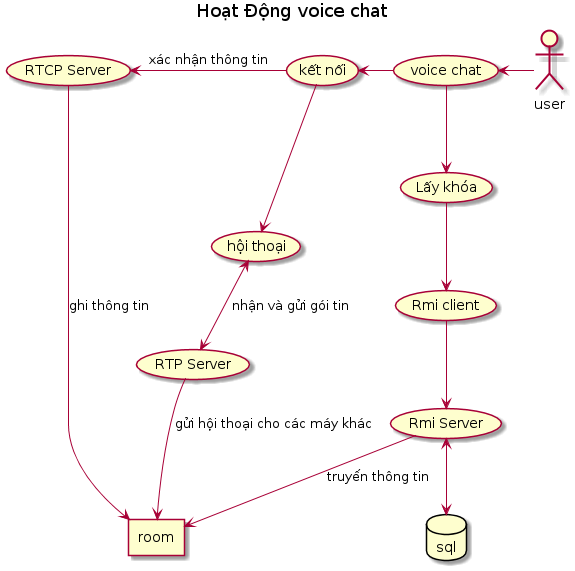 Hoạt Động voice chat
RTCP Server
xác nhận thông tin
kết nối
voice chat
user
Lấy khóa
hội thoại
ghi thông tin
nhận và gửi gói tin
Rmi client
RTP Server
gửi hội thoại cho các máy khác
Rmi Server
truyến thông tin
room
sql